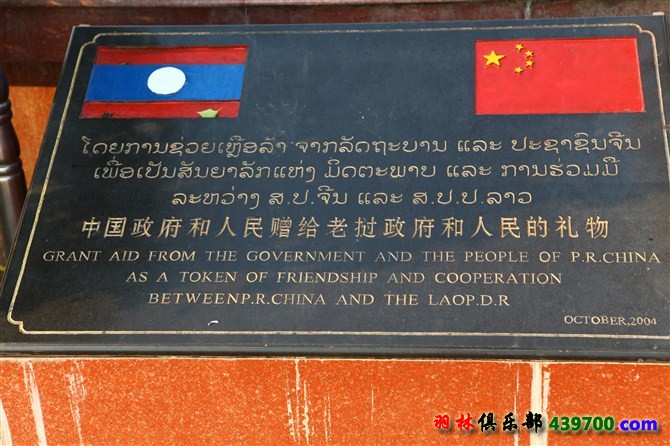 ໂດຍການຊ່ວຍເຫຼືອລ້າ ຈາກລັດຖະບານ ແລະ ປະຊາຊົນຈີນ
ເພື່ອເປັນສັນຍາລັກແຫ່ງ ມິດຕະພາບ ແລະ ການຮ່ວມມື
ລະຫວ່າງ ສ.ປ.ຈີນ ແລະ ສ.ປ.ປ.ລາວ
中国政府和人民赠给老挝政府和人民的礼物
GRANT AID FROM THE GOVERNMENT AND THE PEOPLE OF P.R.CHINA
AS A TOKEN OF FRIENDSHIP AND COOPERATION
BETWEENP.R.CHINA AND THE LAOP.D.R
OCTOBER,2004
羽林俱乐部 439700.com